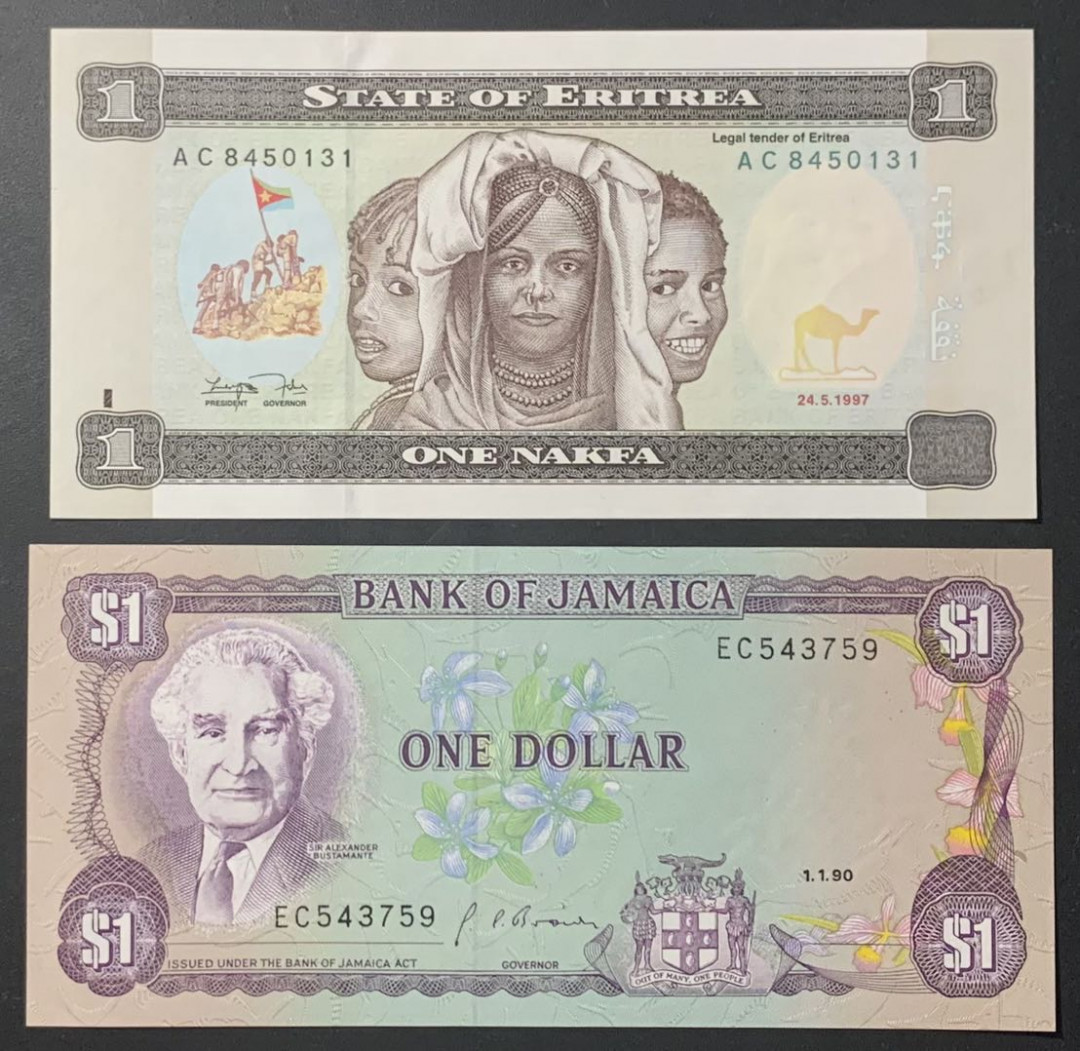 1 STATE OF ERITREA 1
Legal tender of Eritrea
AC 8450131 AC 8450131
24.5.1997
PRESIDENT GOVERNOR
1 ONE NAKFA
$1 BANK OF JAMAICA $1
EC543759
ONE DOLLAR
SIR ALEXANDER
BUSTAMANTE
1.1.90
EC543759
$1 $1
ISSUED UNDER THE BANK OF JAMAICA ACT GOVERNOR
OUT OF MANY, ONE PEOPLE